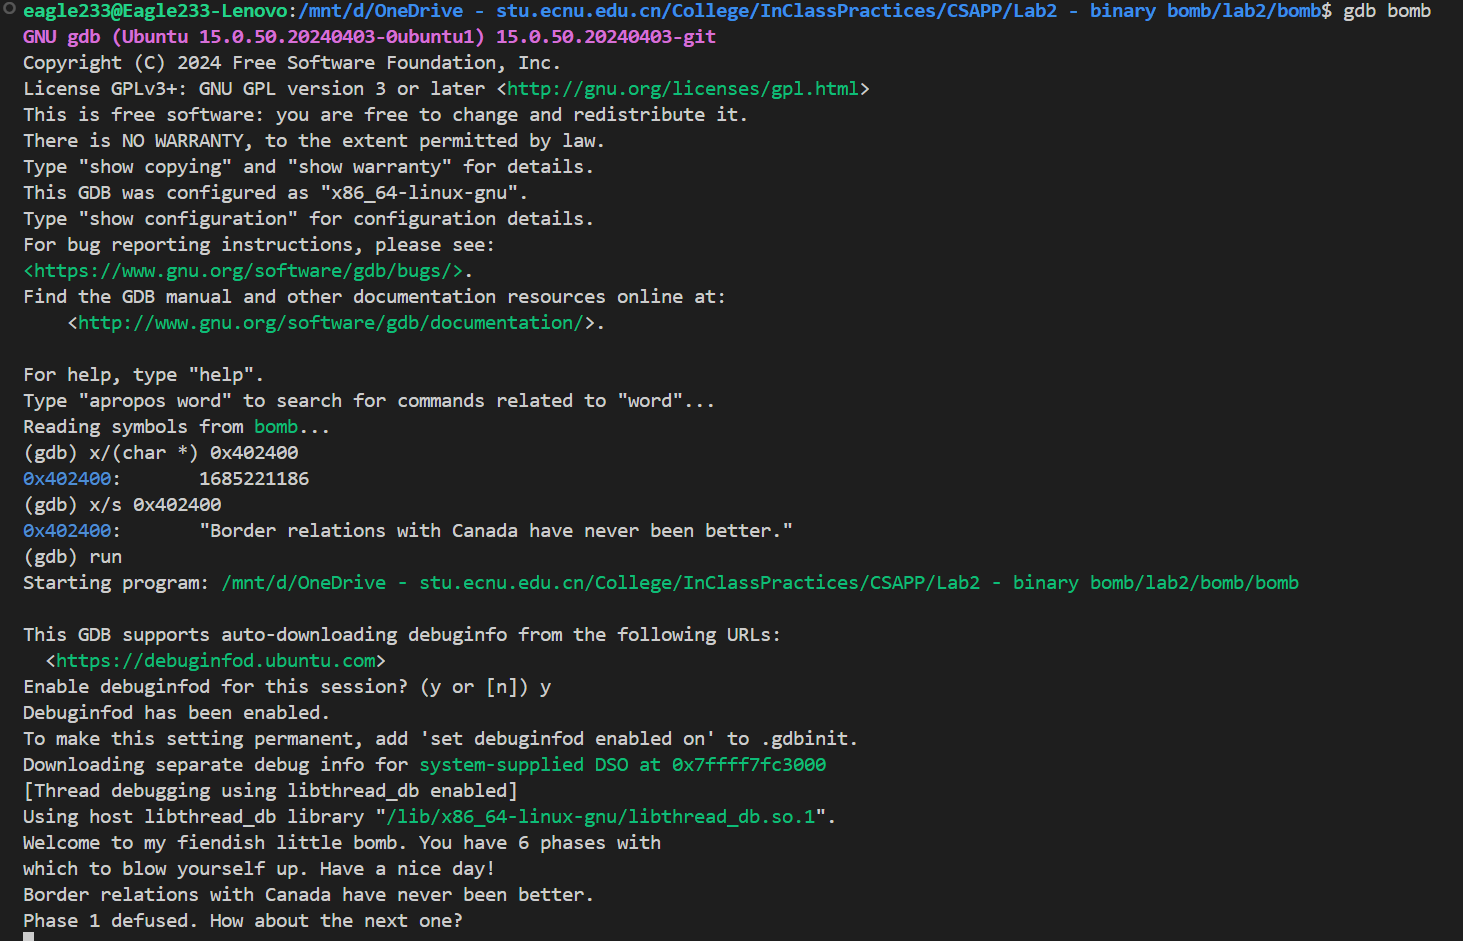 eagle233@Eagle233-Lenovo:/mnt/d/OneDrive - stu.ecnu.edu.cn/College/InClassPractices/CSAPP/Lab2 - binary bomb/lab2/bomb$ gdb bomb
GNU gdb (Ubuntu 15.0.50.20240403-0ubuntu1) 15.0.50.20240403-git
Copyright (C) 2024 Free Software Foundation, Inc.
License GPLv3+: GNU GPL version 3 or later <http://gnu.org/licenses/gpl.html>
This is free software: you are free to change and redistribute it.
There is NO WARRANTY, to the extent permitted by law.
Type "show copying" and "show warranty" for details.
This GDB was configured as "x86_64-linux-gnu".
Type "show configuration" for configuration details.
For bug reporting instructions, please see:
<https://www.gnu.org/software/gdb/bugs/>.
Find the GDB manual and other documentation resources online at:
    <http://www.gnu.org/software/gdb/documentation/>.

For help, type "help".
Type "apropos word" to search for commands related to "word"...
Reading symbols from bomb...
(gdb) x/(char *) 0x402400
0x402400:       1685221186
(gdb) x/s 0x402400
0x402400:       "Border relations with Canada have never been better."
(gdb) run
Starting program: /mnt/d/OneDrive - stu.ecnu.edu.cn/College/InClassPractices/CSAPP/Lab2 - binary bomb/lab2/bomb/bomb

This GDB supports auto-downloading debuginfo from the following URLs:
  <https://debuginfod.ubuntu.com>
Enable debuginfod for this session? (y or [n]) y
Debuginfod has been enabled.
To make this setting permanent, add 'set debuginfod enabled on' to .gdbinit.
Downloading separate debug info for system-supplied DSO at 0x7ffff7fc3000
[Thread debugging using libthread_db enabled]
Using host libthread_db library "/lib/x86_64-linux-gnu/libthread_db.so.1".
Welcome to my fiendish little bomb. You have 6 phases with
which to blow yourself up. Have a nice day!
Border relations with Canada have never been better.
Phase 1 defused. How about the next one?